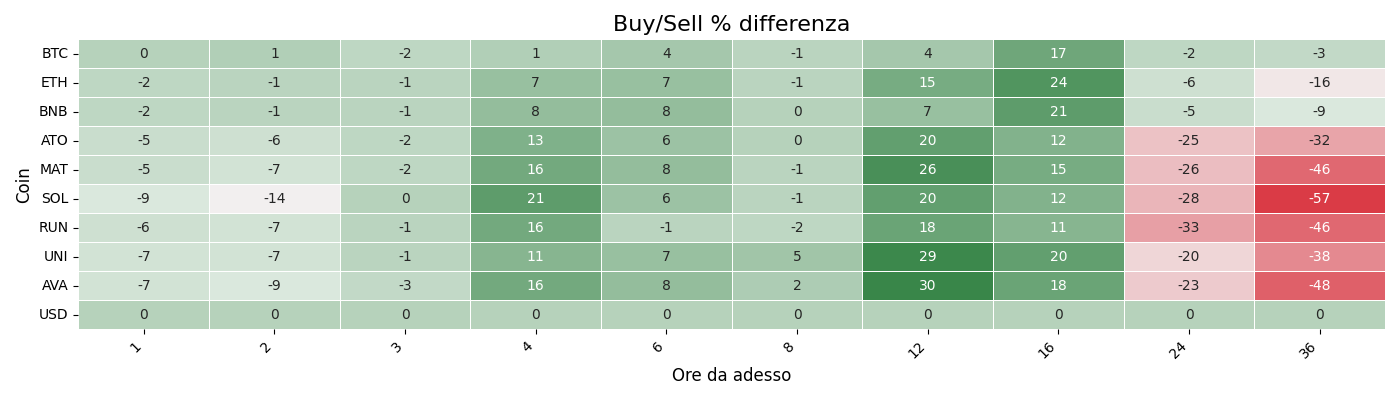 Buy/Sell % differenza
Coin
BTC 0 1 -2 1 4 -1 4 17 -2 -3
ETH -2 -1 -1 7 7 -1 15 24 -6 -16
BNB -2 -1 -1 8 8 0 7 21 -5 -9
ATO -5 -6 -2 13 6 0 20 12 -25 -32
MAT -5 -7 -2 16 8 -1 26 15 -26 -46
SOL -9 -14 0 21 6 -1 20 12 -28 -57
RUN -6 -7 -1 16 -1 -2 18 11 -33 -46
UNI -7 -7 -1 11 7 5 29 20 -20 -38
AVA -7 -9 -3 16 8 2 30 18 -23 -48
USD 0 0 0 0 0 0 0 0 0 0
1 2 3 4 6 8 12 16 24 36
Ore da adesso